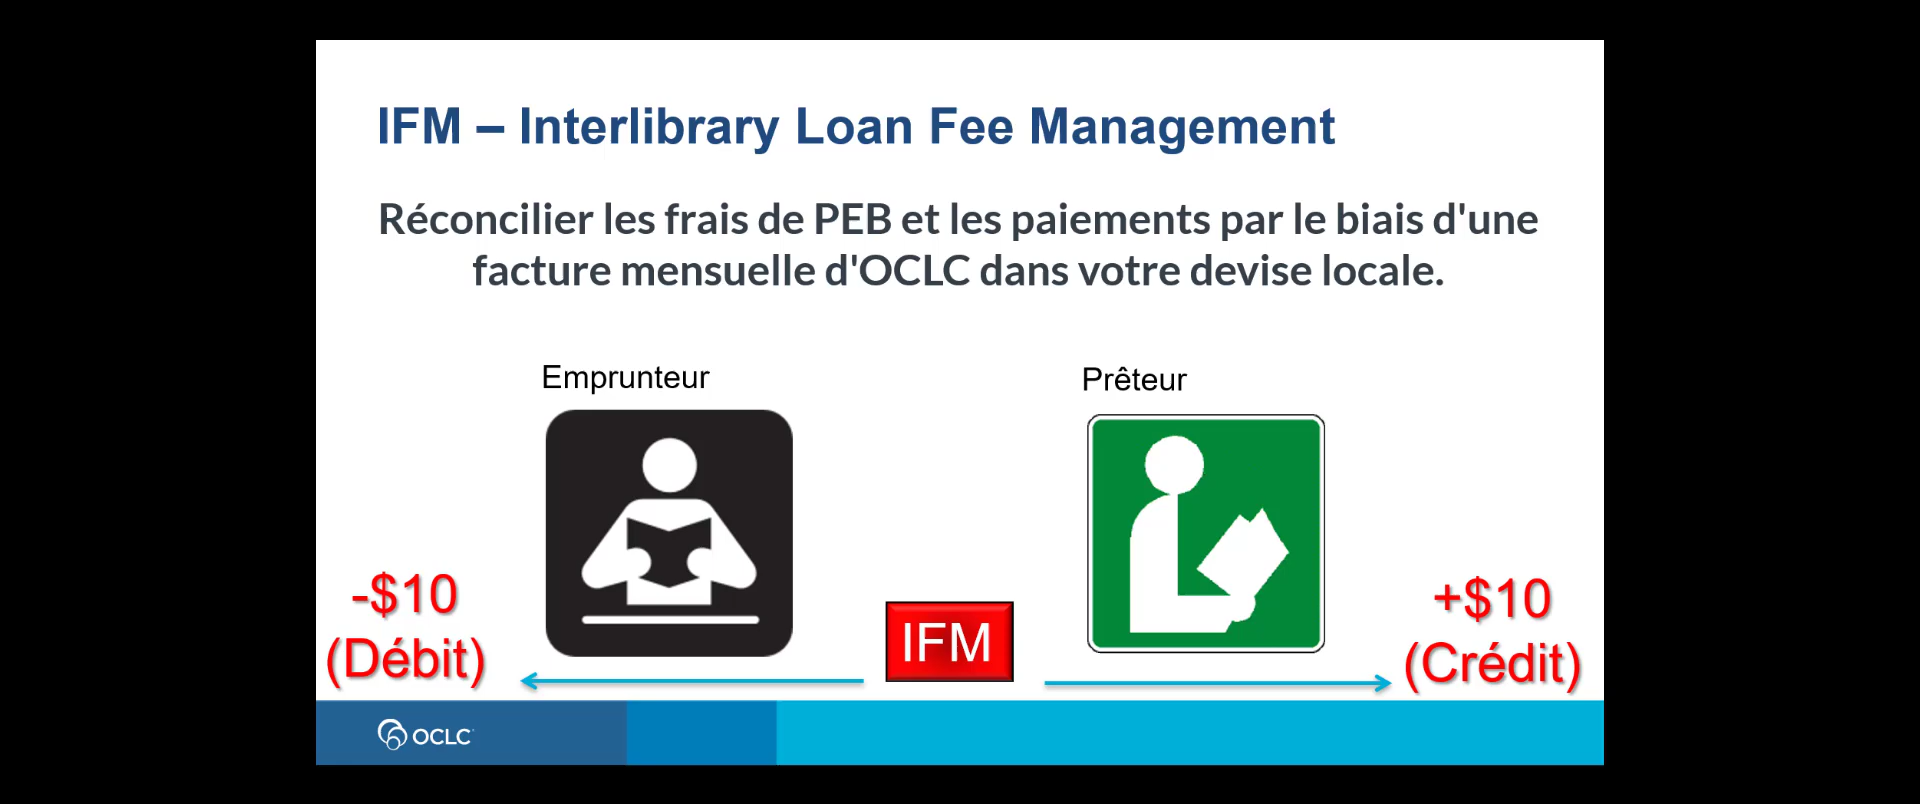 IFM – Interlibrary Loan Fee Management
Réconcilier les frais de PEB et les paiements par le biais d'une
facture mensuelle d'OCLC dans votre devise locale.
Emprunteur
Prêteur
-$10
(Débit)
IFM
+$10
(Crédit)
OCLC